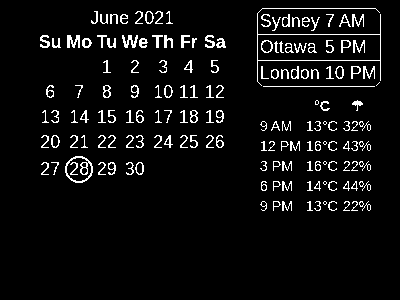 June 2021
Su Mo Tu We Th Fr Sa
1 2 3 4 5
6 7 8 9 10 11 12
13 14 15 16 17 18 19
20 21 22 23 24 25 26
27 28 29 30
Sydney 7 AM
Ottawa 5 PM
London 10 PM
°C
9 AM 13°C 32%
12 PM 16°C 43%
3 PM 16°C 22%
6 PM 14°C 44%
9 PM 13°C 22%